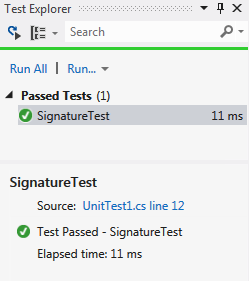 Test Explorer
Search
Run All | Run...
Passed Tests (1)
SignatureTest 11 ms
SignatureTest
Source: UnitTest1.cs line 12
Test Passed - SignatureTest
Elapsed time: 11 ms